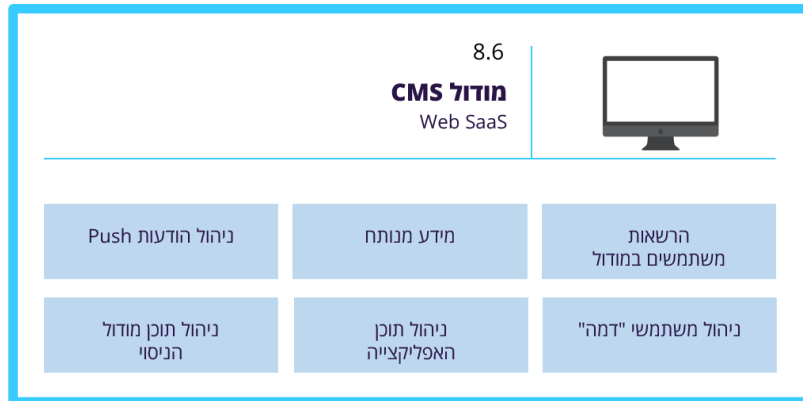 8.6
מודול CMS
Web SaaS
הרשאות
משתמשים במודול
מידע מנותח
ניהול הודעות Push
ניהול משתמשי "דמה"
ניהול תוכן
האפליקצייה
ניהול תוכן מודול
הניסוי